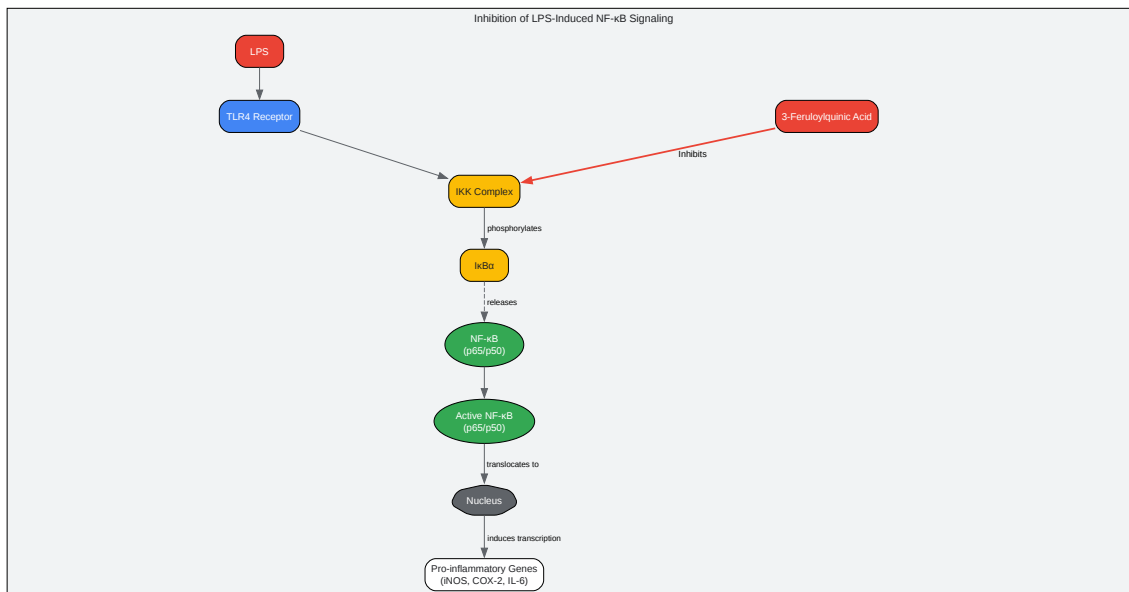 Inhibition of LPS-Induced NF-κB Signaling
LPS
TLR4 Receptor
3-Feruloylquinic Acid
Inhibits
IKK Complex
phosphorylates
IκBα
releases
NF-κB
(p65/p50)
Active NF-κB
(p65/p50)
translocates to
Nucleus
induces transcription
Pro-inflammatory Genes
(iNOS, COX-2, IL-6)